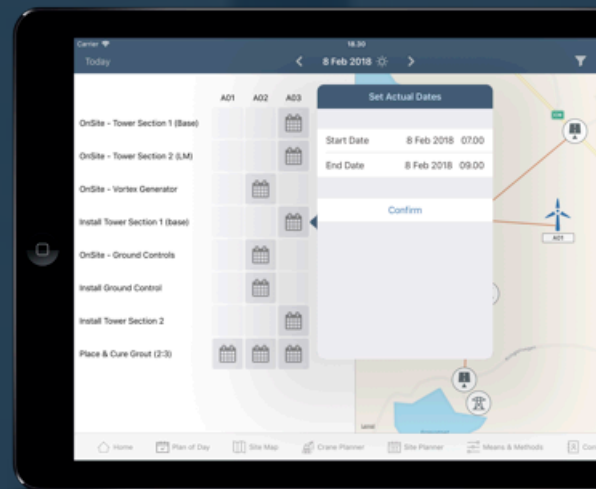 Carrier 18.30
Today 8 Feb 2018
A01 A02 A03
Set Actual Dates
OnSite - Tower Section 1 (Base)
Start Date 8 Feb 2018 07.00
OnSite - Tower Section 2 (LM)
End Date 8 Feb 2018 09.00
OnSite - Vortex Generator
Confirm
Install Tower Section 1 (base)
A01
OnSite - Ground Controls
Install Ground Control
Install Tower Section 2
Place & Cure Grout (2:3)
Home Plan of Day Site Map Crane Planner Site Planner Means & Methods